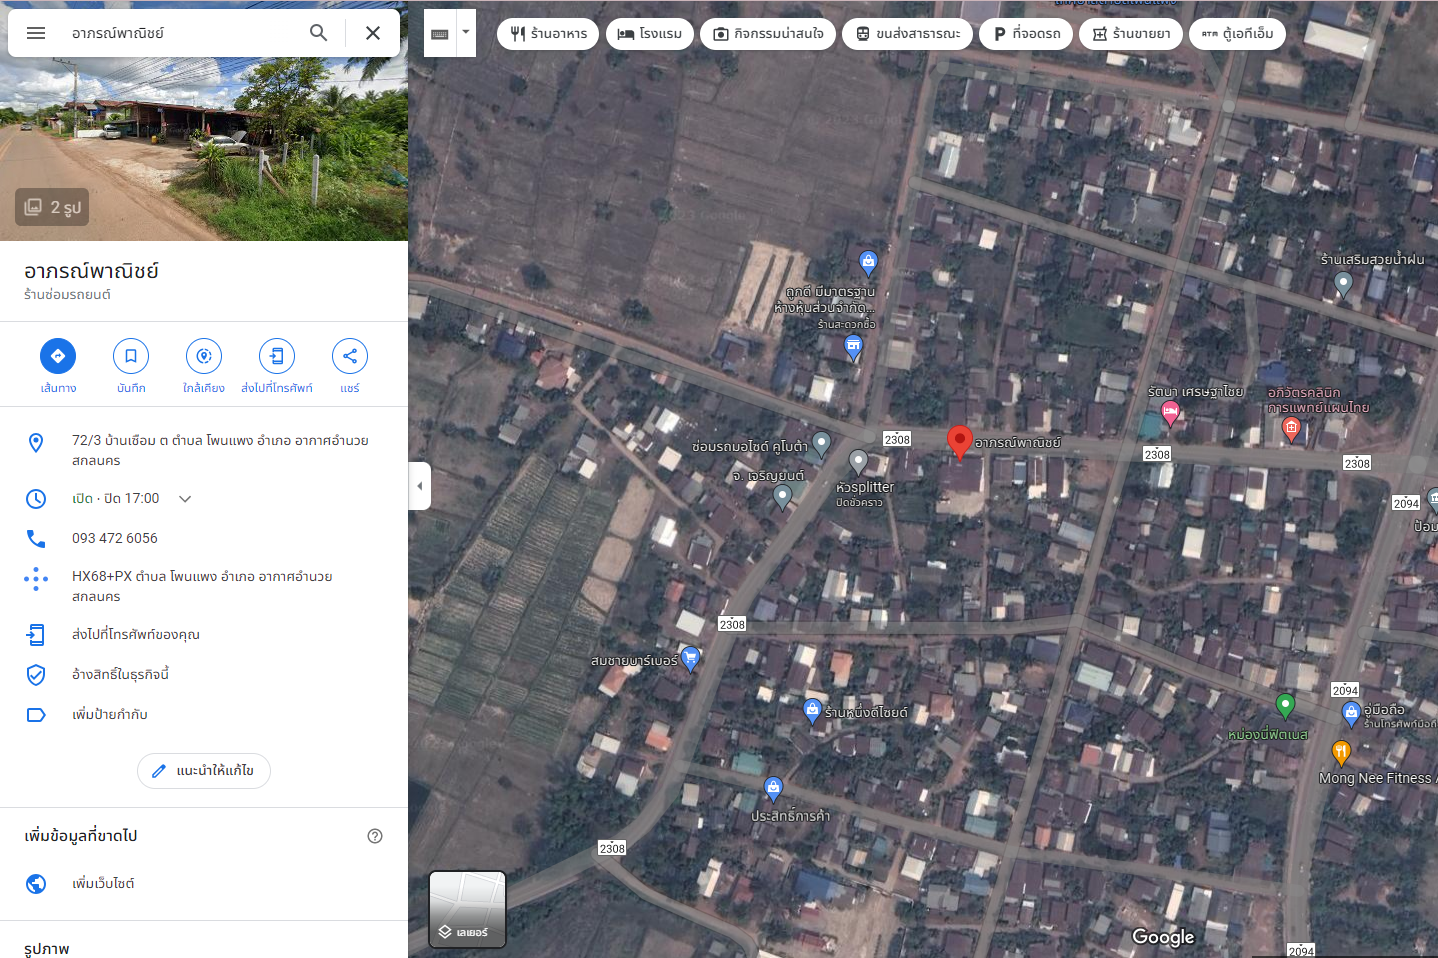 อาภรณ์พาณิชย์
ร้านอาหาร
โรงแรม
กิจกรรมน่าสนใจ
ขนส่งสาธารณะ
ที่จอดรถ
ร้านขายยา
ATM ตู้เอทีเอ็ม
2 รูป
อาภรณ์พาณิชย์
ร้านซ่อมรถยนต์
เส้นทาง
บันทึก
ใกล้เคียง
ส่งไปที่โทรศัพท์
แชร์
72/3 บ้านเชือม ต ตำบล โพนแพง อำเภอ อากาศอำนวย
สกลนคร
เปิด · ปิด 17:00
093 472 6056
HX68+PX ตำบล โพนแพง อำเภอ อากาศอำนวย
สกลนคร
ส่งไปที่โทรศัพท์ของคุณ
อ้างสิทธิ์ในธุรกิจนี้
เพิ่มป้ายกำกับ
แนะนำให้แก้ไข
เพิ่มข้อมูลที่ขาดไป
เพิ่มเว็บไซต์
รูปภาพ
ร้านเสริมสวยน้ำฝน
ถูกดี มีมาตรฐาน
ห้างหุ้นส่วนจำกัด...
ร้านสะดวกซื้อ
รัตนา เศรษฐาไชย
อภิวัตรคลินิก
การแพทย์แผนไทย
2308
อาภรณ์พาณิชย์
ซ่อมรถมอไซด์ คูโบต้า
2308
2308
จ. เจริญยนต์
หัวsplitter
ปิดชั่วคราว
2094
ป้อม
2308
สมชายบาร์เบอร์
2094
ร้านหนึ่งดีไซยด์
อู่มือถือ
ร้านโทรศัพท์มือถื
หม่องนี่ฟิตเนส
Mong Nee Fitness A
ประสิทธิ์การค้า
2308
เลเยอร์
Google
2094